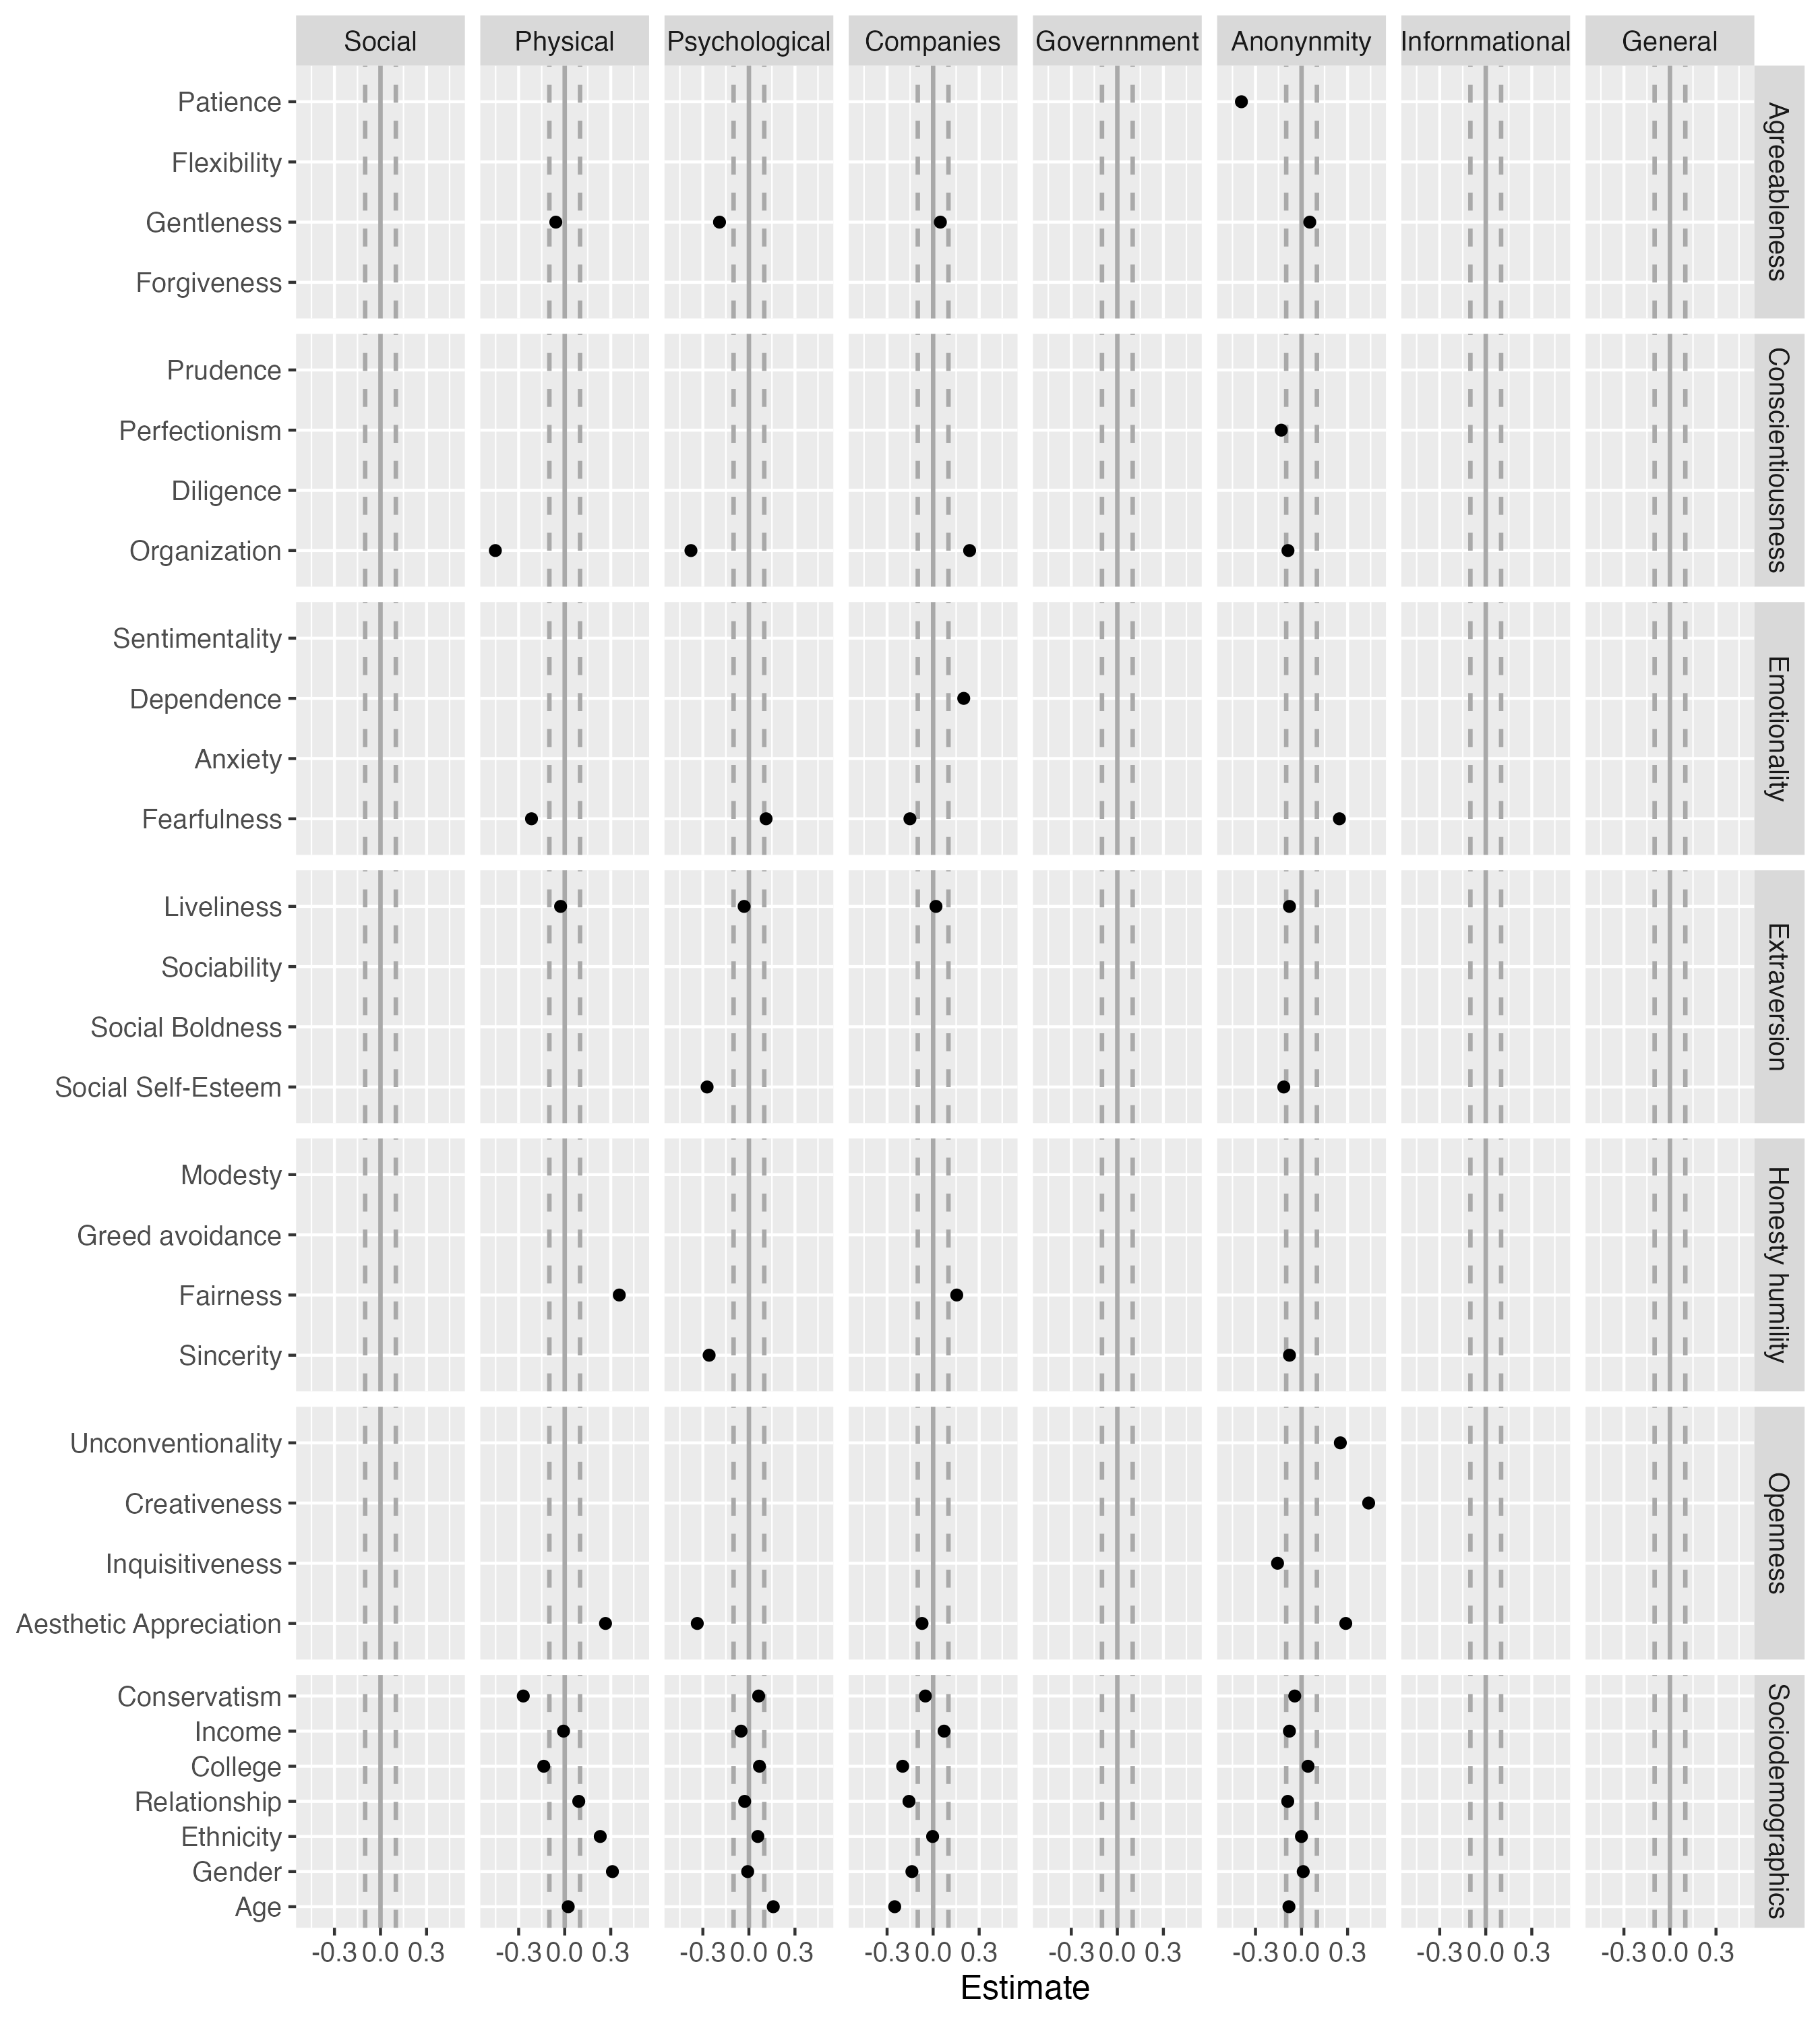 Social Physical Psychological Companies Governnment Anonynmity Infornmational General
Patience
Flexibility
Gentleness
Forgiveness
Agreeableness
Prudence
Perfectionism
Diligence
Organization
Conscientiousness
Sentimentality
Dependence
Anxiety
Fearfulness
Emotionality
Liveliness
Sociability
Social Boldness
Social Self-Esteem
Extraversion
Modesty
Greed avoidance
Fairness
Sincerity
Honesty humility
Unconventionality
Creativeness
Inquisitiveness
Aesthetic Appreciation
Openness
Conservatism
Income
College
Relationship
Ethnicity
Gender
Age
Sociodemographics
-0.3 0.0 0.3 -0.3 0.0 0.3 -0.3 0.0 0.3 -0.3 0.0 0.3 -0.3 0.0 0.3 -0.3 0.0 0.3 -0.3 0.0 0.3 -0.3 0.0 0.3
Estimate